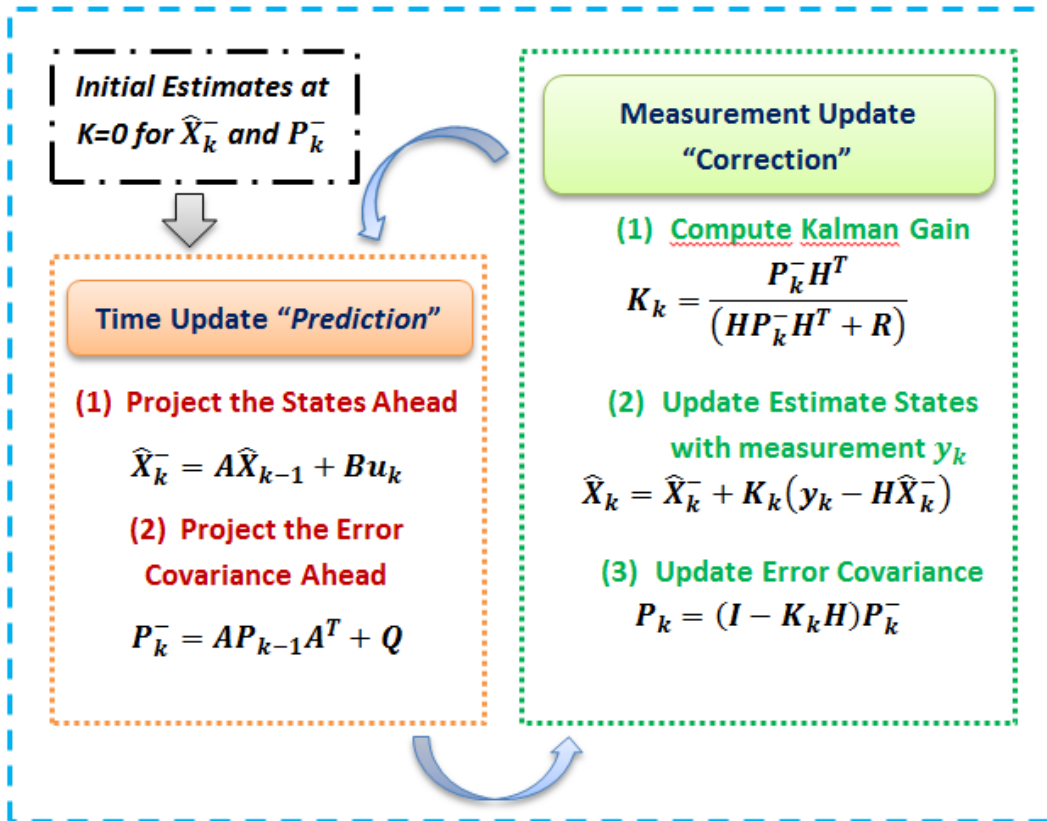 Initial Estimates at
K=0 for X̂ₖ⁻ and Pₖ⁻
Time Update “Prediction”
(1) Project the States Ahead
X̂ₖ⁻ = AX̂ₖ₋₁ + Buₖ
(2) Project the Error
Covariance Ahead
Pₖ⁻ = APₖ₋₁Aᵀ + Q
Measurement Update
“Correction”
(1) Compute Kalman Gain
Kₖ = Pₖ⁻Hᵀ / (HPₖ⁻Hᵀ + R)
(2) Update Estimate States
with measurement yₖ
X̂ₖ = X̂ₖ⁻ + Kₖ(yₖ − HX̂ₖ⁻)
(3) Update Error Covariance
Pₖ = (I − KₖH)Pₖ⁻